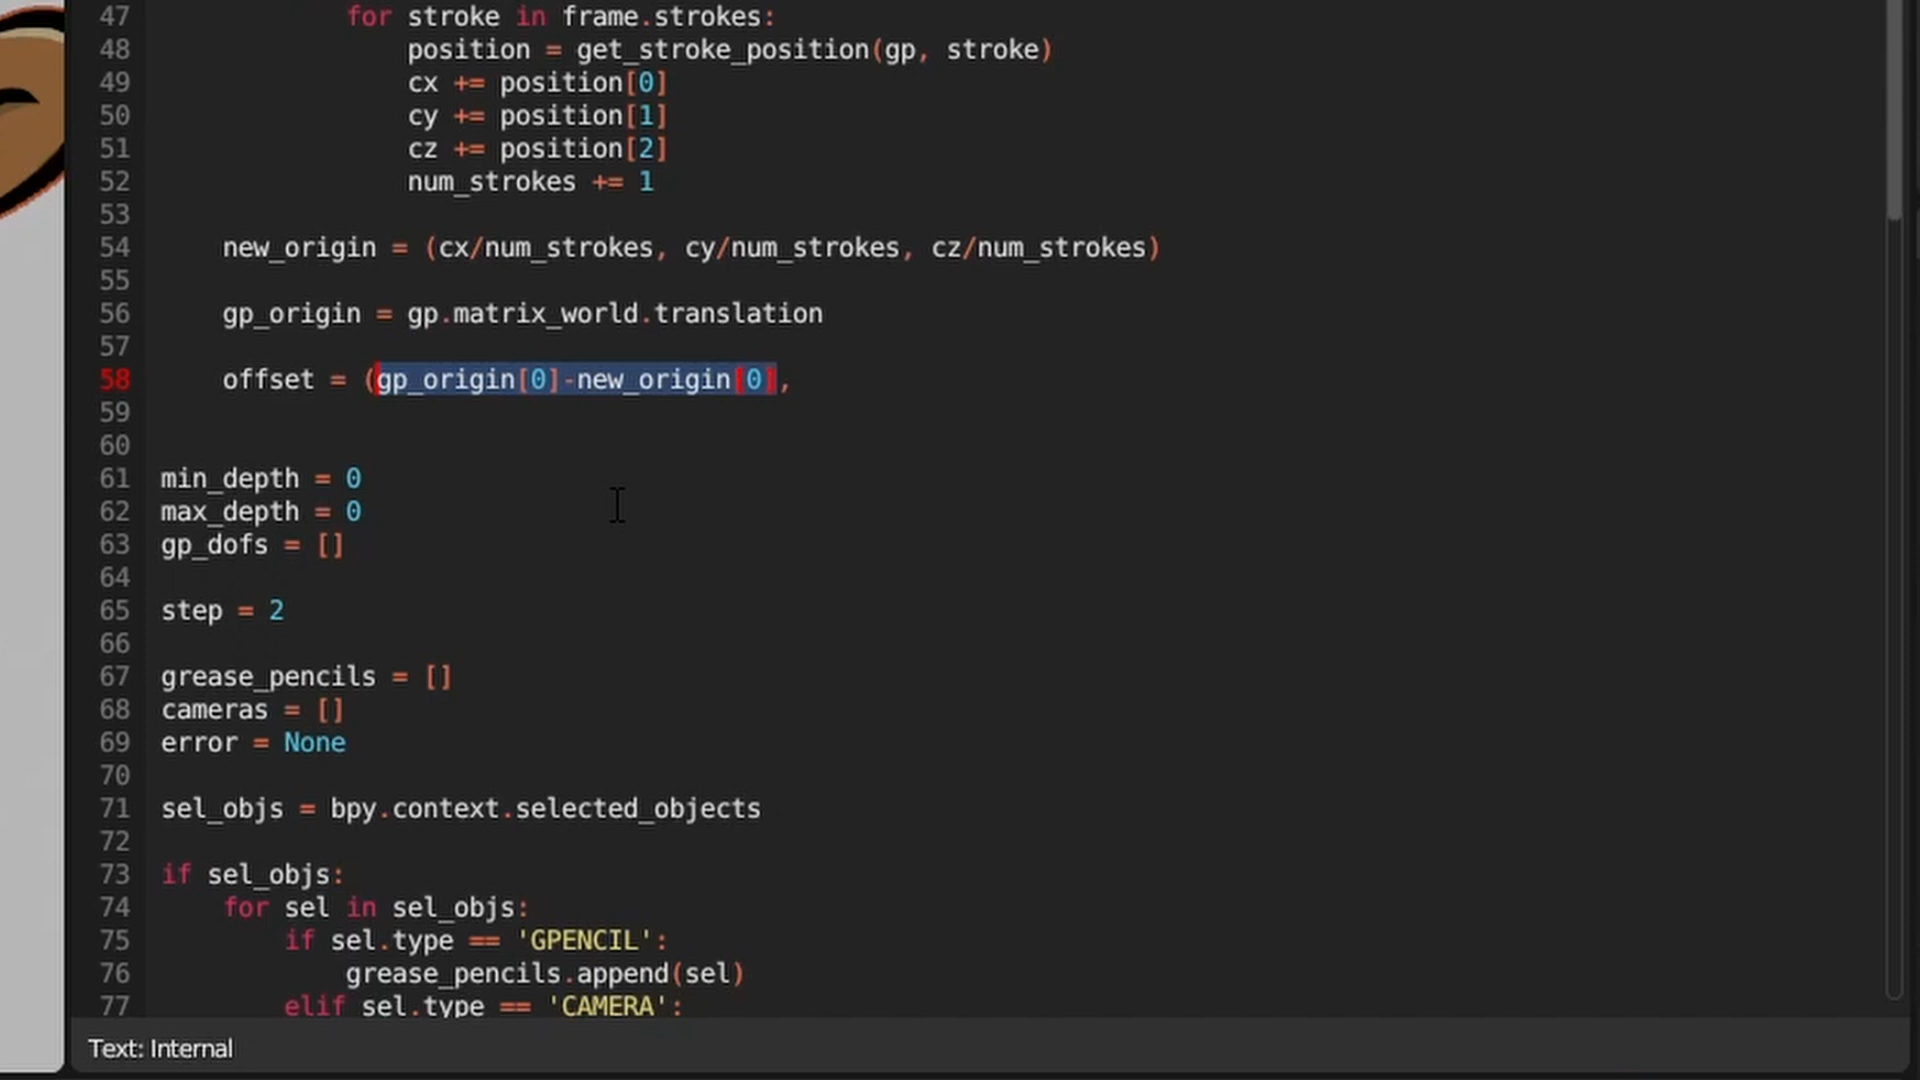 47 for stroke in frame.strokes:
48 position = get_stroke_position(gp, stroke)
49 cx += position[0]
50 cy += position[1]
51 cz += position[2]
52 num_strokes += 1
53
54 new_origin = (cx/num_strokes, cy/num_strokes, cz/num_strokes)
55
56 gp_origin = gp.matrix_world.translation
57
58 offset = (gp_origin[0]-new_origin[0],
59
60
61 min_depth = 0
62 max_depth = 0
63 gp_dofs = []
64
65 step = 2
66
67 grease_pencils = []
68 cameras = []
69 error = None
70
71 sel_objs = bpy.context.selected_objects
72
73 if sel_objs:
74 for sel in sel_objs:
75 if sel.type == 'GPENCIL':
76 grease_pencils.append(sel)
77 elif sel.type == 'CAMERA':
Text: Internal